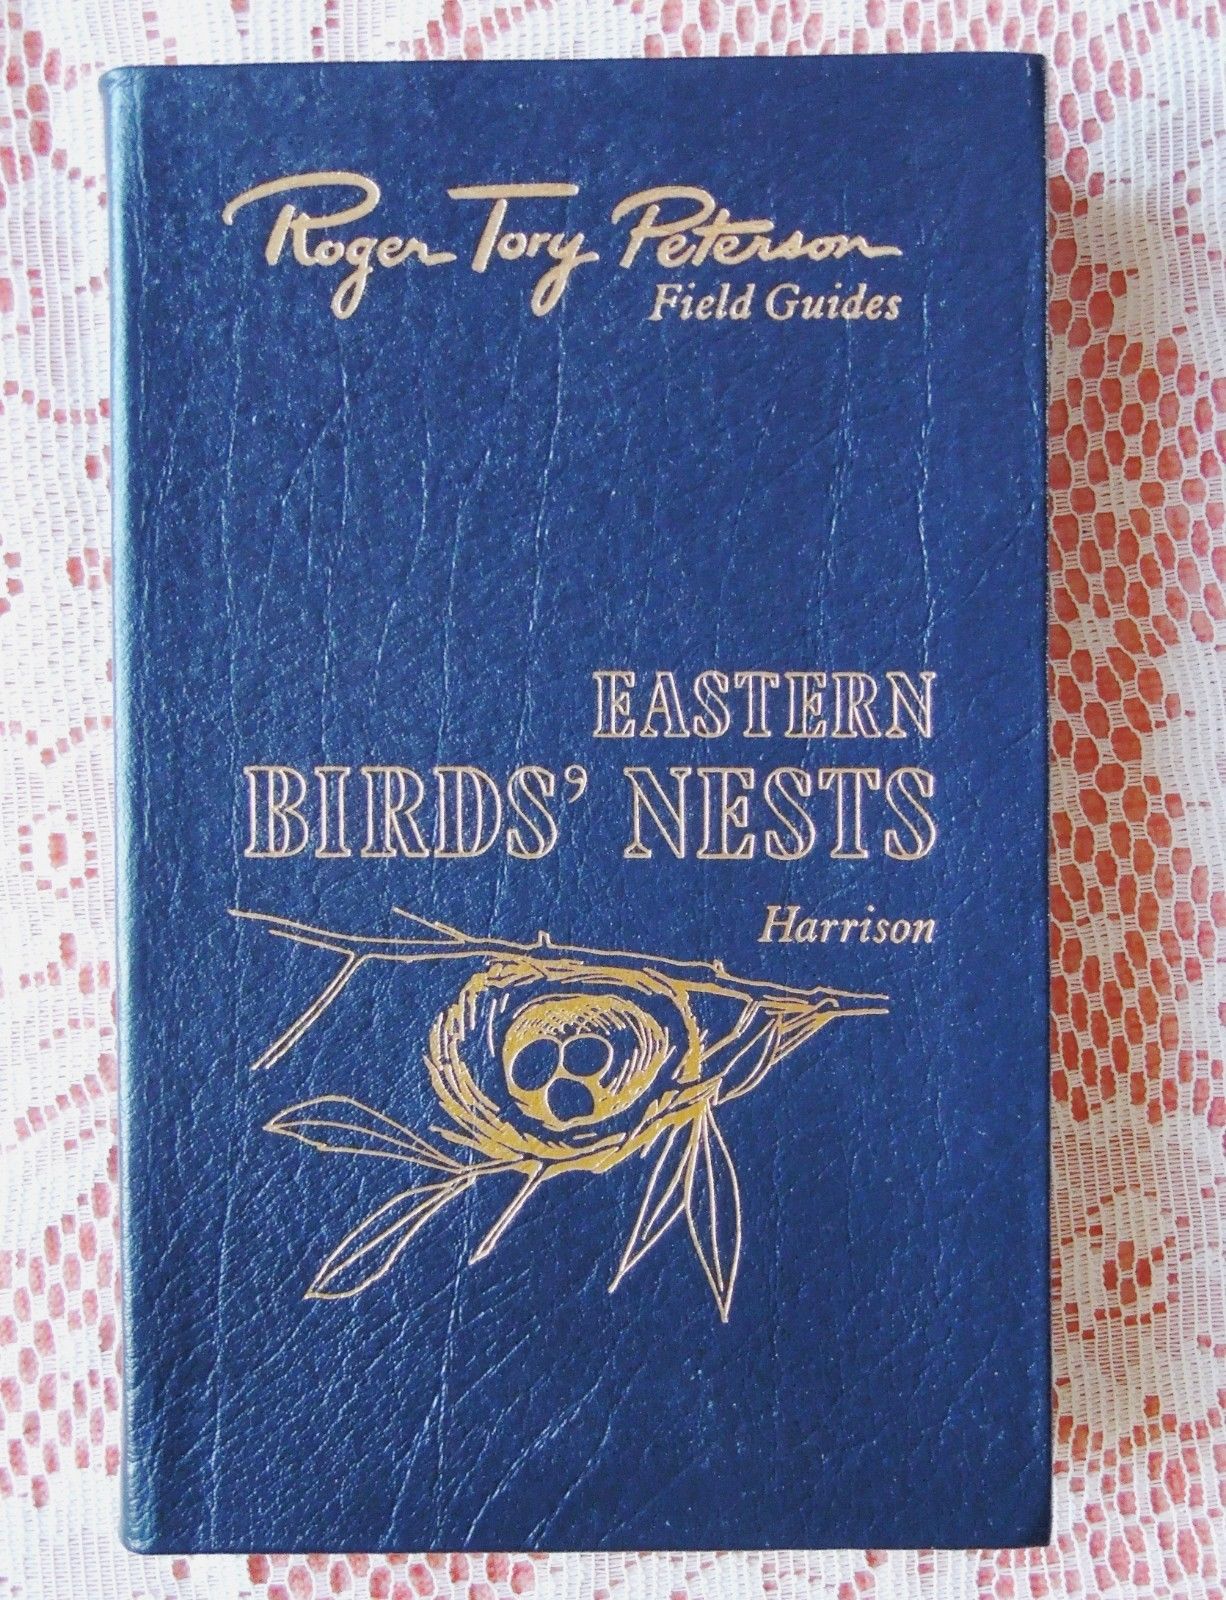 Roger Tory Peterson
Field Guides
EASTERN
BIRDS’ NESTS
Harrison